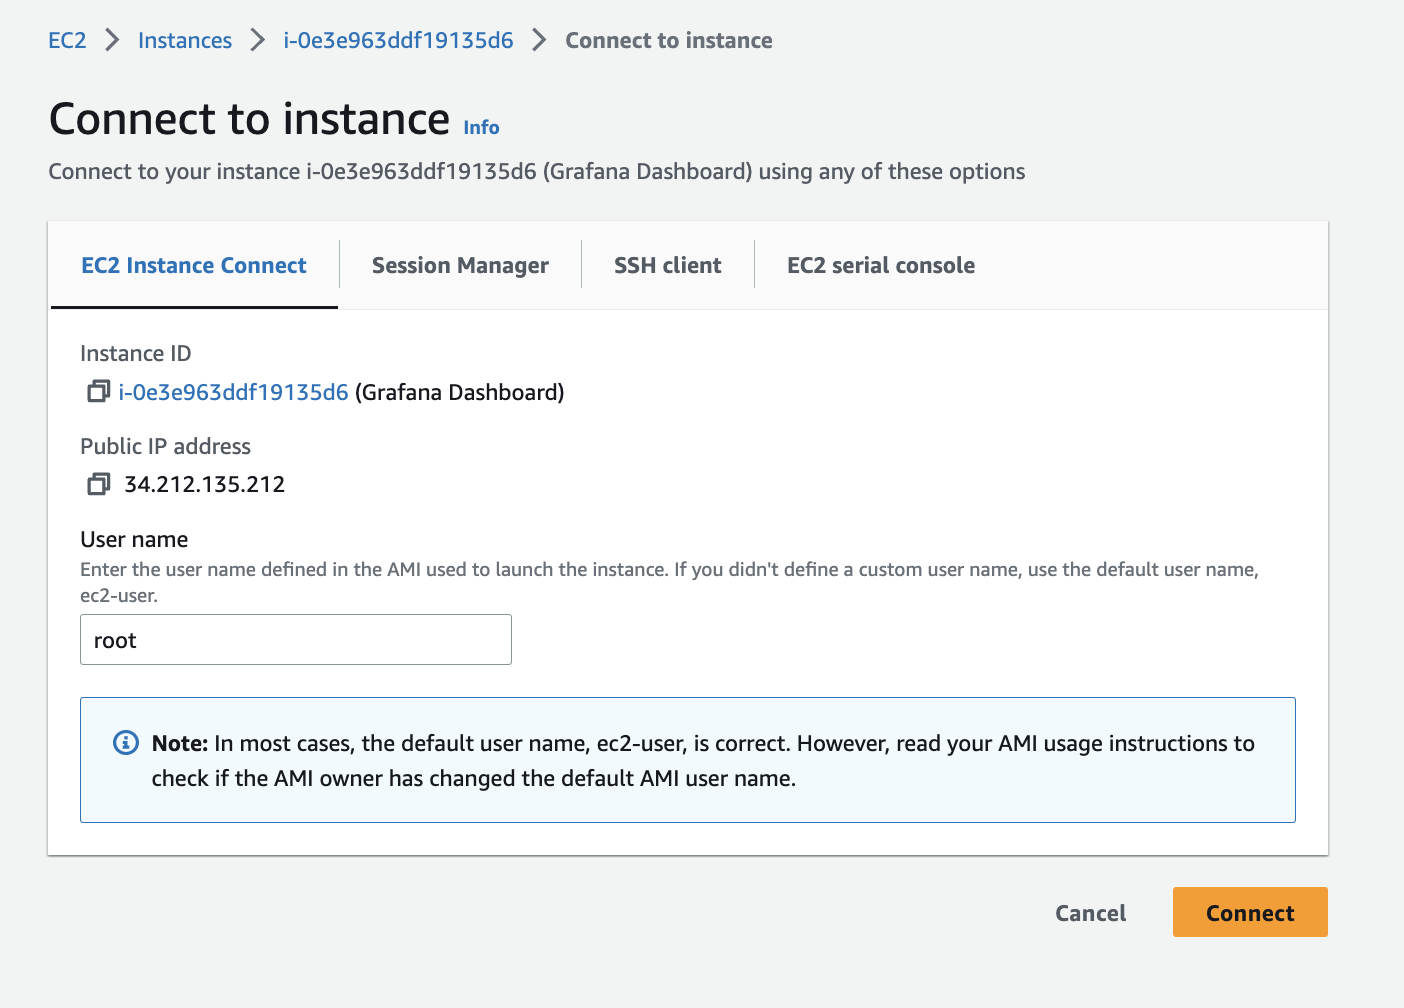 EC2 > Instances > i-0e3e963ddf19135d6 > Connect to instance
Connect to instance Info
Connect to your instance i-0e3e963ddf19135d6 (Grafana Dashboard) using any of these options
EC2 Instance Connect Session Manager SSH client EC2 serial console
Instance ID
i-0e3e963ddf19135d6 (Grafana Dashboard)
Public IP address
34.212.135.212
User name
Enter the user name defined in the AMI used to launch the instance. If you didn't define a custom user name, use the default user name,
ec2-user.
root
Note: In most cases, the default user name, ec2-user, is correct. However, read your AMI usage instructions to
check if the AMI owner has changed the default AMI user name.
Cancel Connect